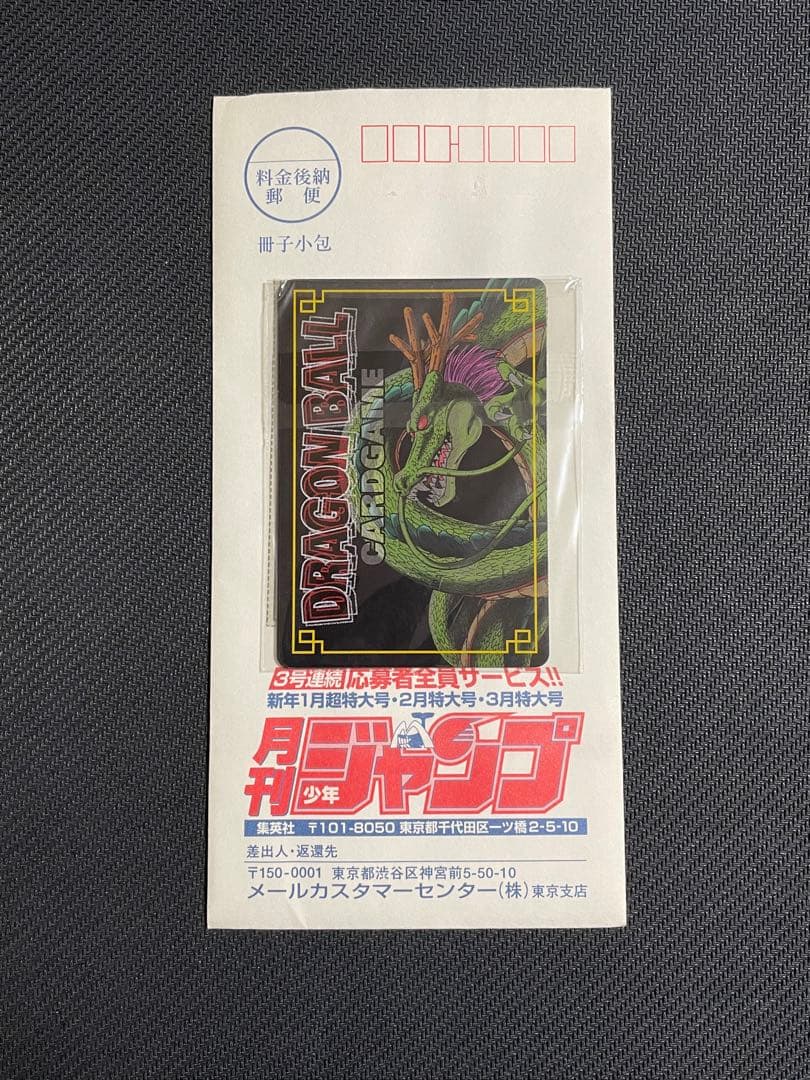 料金後納
郵便
冊子小包
DRAGON BALL
CARDGAME
3号連続 応募者全員サービス!!
新年1月超特大号・2月特大号・3月特大号
月刊
少年
ジャンプ
集英社 〒101-8050 東京都千代田区一ツ橋2-5-10
差出人・返還先
〒150-0001 東京都渋谷区神宮前5-50-10
メールカスタマーセンター(株)東京支店